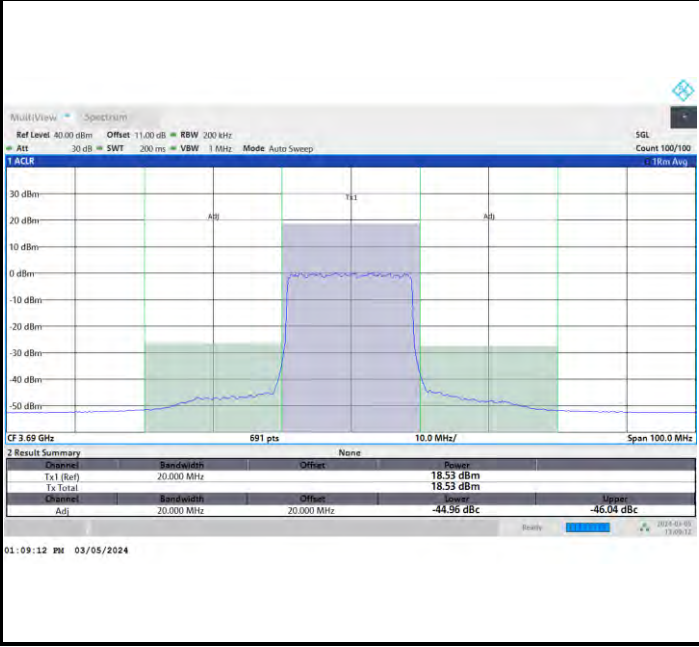 MultiView Spectrum
Ref Level 40.00 dBm Offset 11.00 dB RBW 200 kHz SGL
Att 30 dB SWT 200 ms VBW 1 MHz Mode Auto Sweep Count 100/100
1 ACLR 1Rm Avg
Tx1
Adj Adj
30 dBm
20 dBm
10 dBm
0 dBm
-10 dBm
-20 dBm
-30 dBm
-40 dBm
-50 dBm
CF 3.69 GHz 691 pts 10.0 MHz/ Span 100.0 MHz
2 Result Summary None
Channel Bandwidth Offset Power
Tx1 (Ref) 20.000 MHz 18.53 dBm
Tx Total 18.53 dBm
Channel Bandwidth Offset Lower Upper
Adj 20.000 MHz 20.000 MHz -44.96 dBc -46.04 dBc
Ready 2024-03-05
13:09:12
01:09:12 PM 03/05/2024